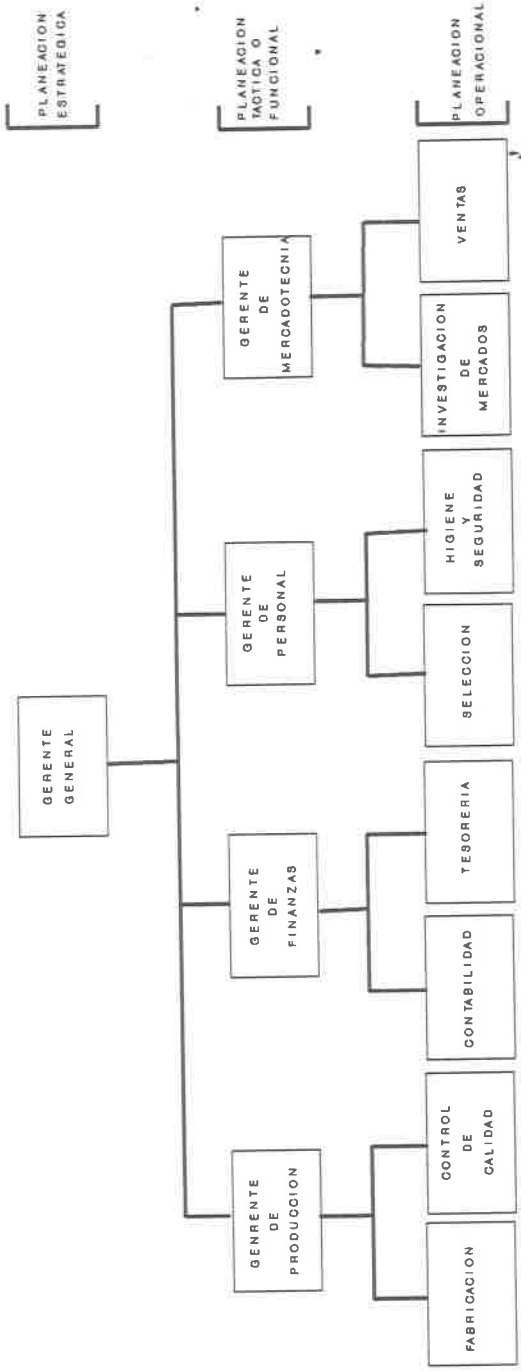 GERENTE
GENERAL
PLANEACION
ESTRATEGICA
GENRENTE
DE
PRODUCCION
GERENTE
DE
FINANZAS
GERENTE
DE
PERSONAL
GERENTE
DE
MERCADOTECNIA
PLANEACION
TACTICA O
FUNCIONAL
FABRICACION
CONTROL
DE
CALIDAD
CONTABILIDAD
TESORERIA
SELECCION
HIGIENE
Y
SEGURIDAD
INVESTIGACION
DE
MERCADOS
VENTAS
PLANEACION
OPERACIONAL